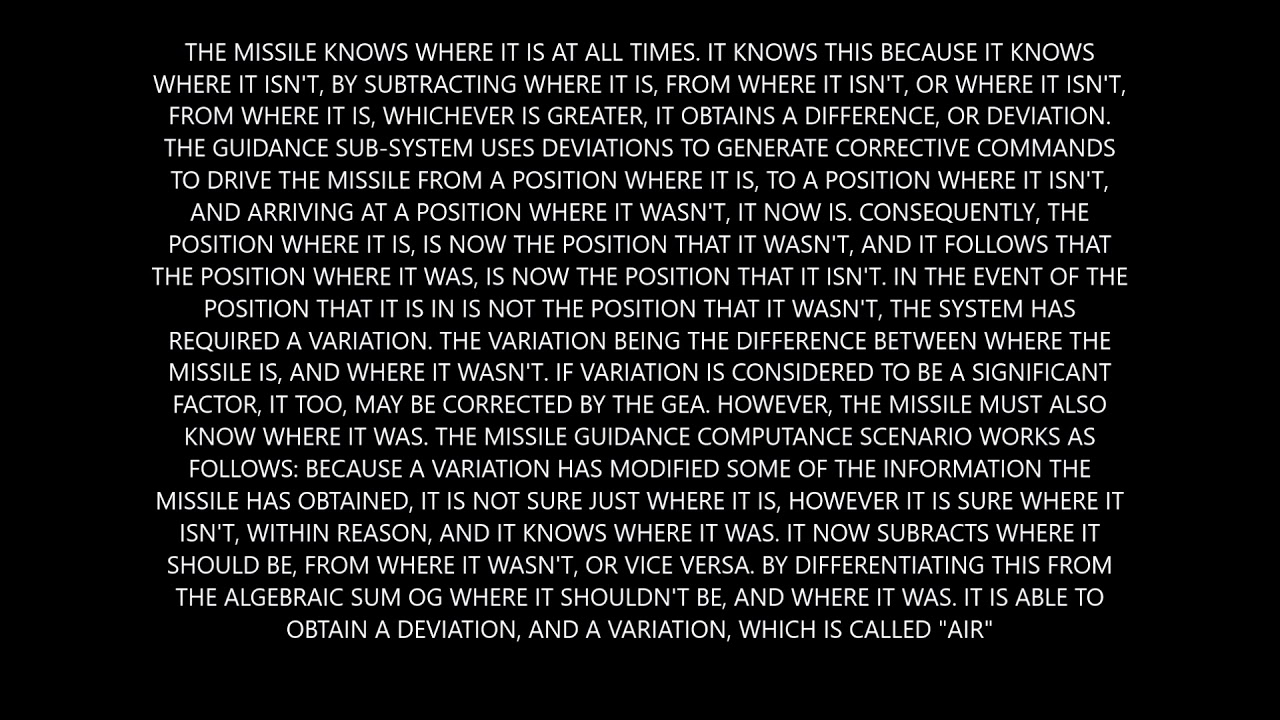 THE MISSILE KNOWS WHERE IT IS AT ALL TIMES. IT KNOWS THIS BECAUSE IT KNOWS
WHERE IT ISN'T, BY SUBTRACTING WHERE IT IS, FROM WHERE IT ISN'T, OR WHERE IT ISN'T,
FROM WHERE IT IS, WHICHEVER IS GREATER, IT OBTAINS A DIFFERENCE, OR DEVIATION.
THE GUIDANCE SUB-SYSTEM USES DEVIATIONS TO GENERATE CORRECTIVE COMMANDS
TO DRIVE THE MISSILE FROM A POSITION WHERE IT IS, TO A POSITION WHERE IT ISN'T,
AND ARRIVING AT A POSITION WHERE IT WASN'T, IT NOW IS. CONSEQUENTLY, THE
POSITION WHERE IT IS, IS NOW THE POSITION THAT IT WASN'T, AND IT FOLLOWS THAT
THE POSITION WHERE IT WAS, IS NOW THE POSITION THAT IT ISN'T. IN THE EVENT OF THE
POSITION THAT IT IS IN IS NOT THE POSITION THAT IT WASN'T, THE SYSTEM HAS
REQUIRED A VARIATION. THE VARIATION BEING THE DIFFERENCE BETWEEN WHERE THE
MISSILE IS, AND WHERE IT WASN'T. IF VARIATION IS CONSIDERED TO BE A SIGNIFICANT
FACTOR, IT TOO, MAY BE CORRECTED BY THE GEA. HOWEVER, THE MISSILE MUST ALSO
KNOW WHERE IT WAS. THE MISSILE GUIDANCE COMPUTANCE SCENARIO WORKS AS
FOLLOWS: BECAUSE A VARIATION HAS MODIFIED SOME OF THE INFORMATION THE
MISSILE HAS OBTAINED, IT IS NOT SURE JUST WHERE IT IS, HOWEVER IT IS SURE WHERE IT
ISN'T, WITHIN REASON, AND IT KNOWS WHERE IT WAS. IT NOW SUBRACTS WHERE IT
SHOULD BE, FROM WHERE IT WASN'T, OR VICE VERSA. BY DIFFERENTIATING THIS FROM
THE ALGEBRAIC SUM OG WHERE IT SHOULDN'T BE, AND WHERE IT WAS. IT IS ABLE TO
OBTAIN A DEVIATION, AND A VARIATION, WHICH IS CALLED "AIR"